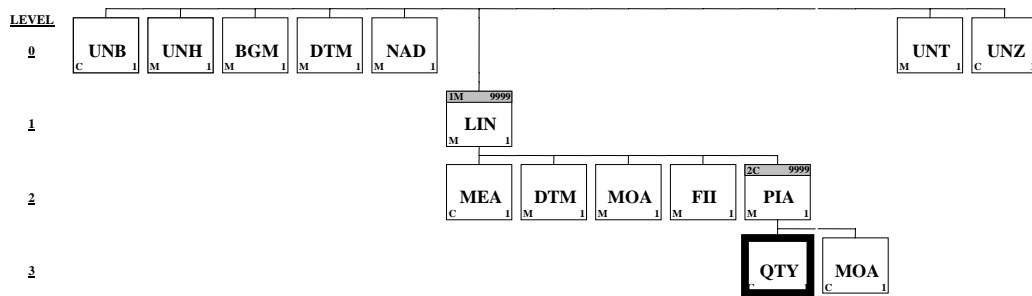 LEVEL
0
UNB
C 1
UNH
M 1
BGM
M 1
DTM
M 1
NAD
M 1
UNT
M 1
UNZ
C
1
1M 9999
LIN
M 1
2
MEA
C 1
DTM
M 1
MOA
M 1
FII
M 1
2C 9999
PIA
M 1
3
QTY
MOA
C 1